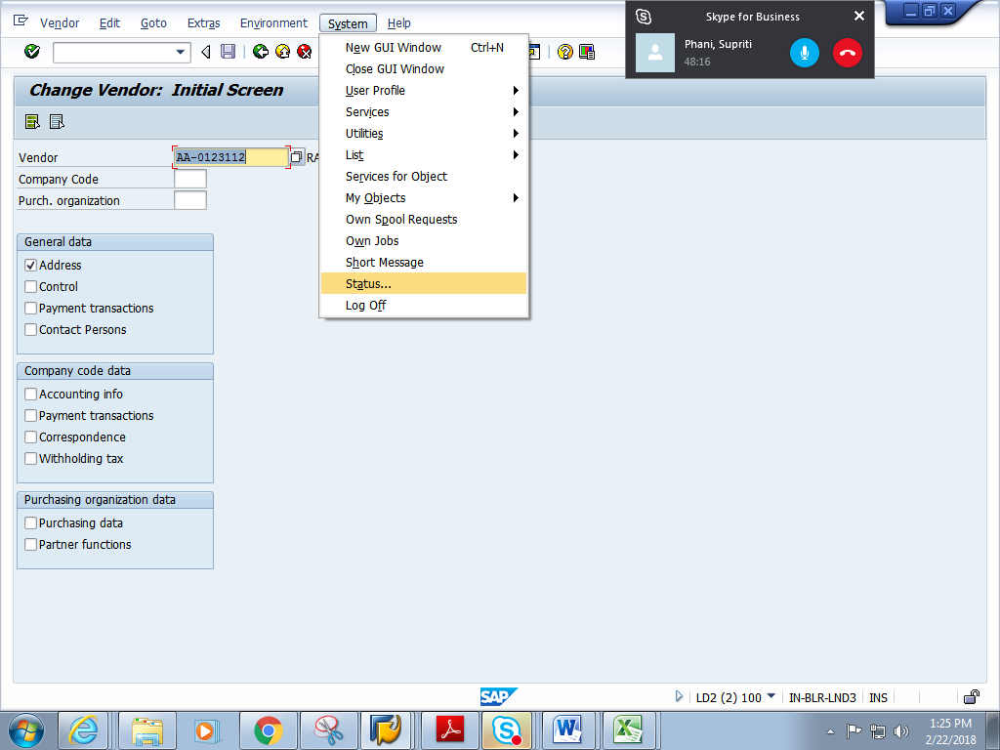 Vendor Edit Goto Extras Environment System Help
Skype for Business
Phani, Supriti
48:16
New GUI Window Ctrl+N
Close GUI Window
User Profile
Services
Utilities
List
Services for Object
My Objects
Own Spool Requests
Own Jobs
Short Message
Status...
Log Off
Change Vendor: Initial Screen
Vendor AA-0123112 RA
Company Code
Purch. organization
General data
Address
Control
Payment transactions
Contact Persons
Company code data
Accounting info
Payment transactions
Correspondence
Withholding tax
Purchasing organization data
Purchasing data
Partner functions
SAP LD2 (2) 100 IN-BLR-LND3 INS
1:25 PM
2/22/2018